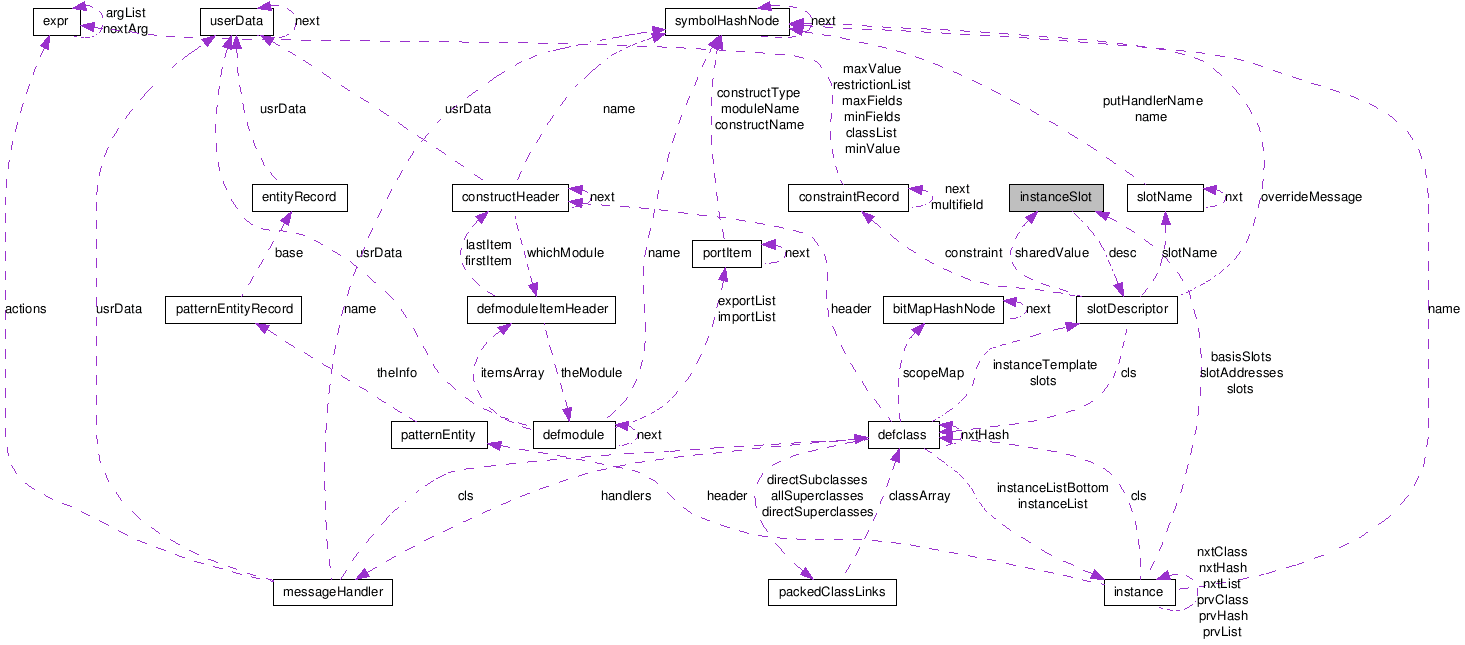 expr
argList
nextArg
userData
next
symbolHashNode
next
usrData
usrData
name
constructType
moduleName
constructName
maxValue
restrictionList
maxFields
minFields
classList
minValue
putHandlerName
name
entityRecord
constructHeader
next
constraintRecord
next
multifield
instanceSlot
slotName
nxt
overrideMessage
base
usrData
lastItem
firstItem
whichModule
name
portItem
next
constraint
sharedValue
desc
slotName
actions
usrData
patternEntityRecord
name
defmoduleItemHeader
exportList
importList
header
bitMapHashNode
next
slotDescriptor
name
theInfo
itemsArray
theModule
scopeMap
instanceTemplate
slots
cls
basisSlots
slotAddresses
slots
patternEntity
defmodule
next
defclass
nxtHash
cls
handlers
header
directSubclasses
allSuperclasses
directSuperclasses
classArray
instanceListBottom
instanceList
cls
messageHandler
packedClassLinks
instance
nxtClass
nxtHash
nxtList
prvClass
prvHash
prvList